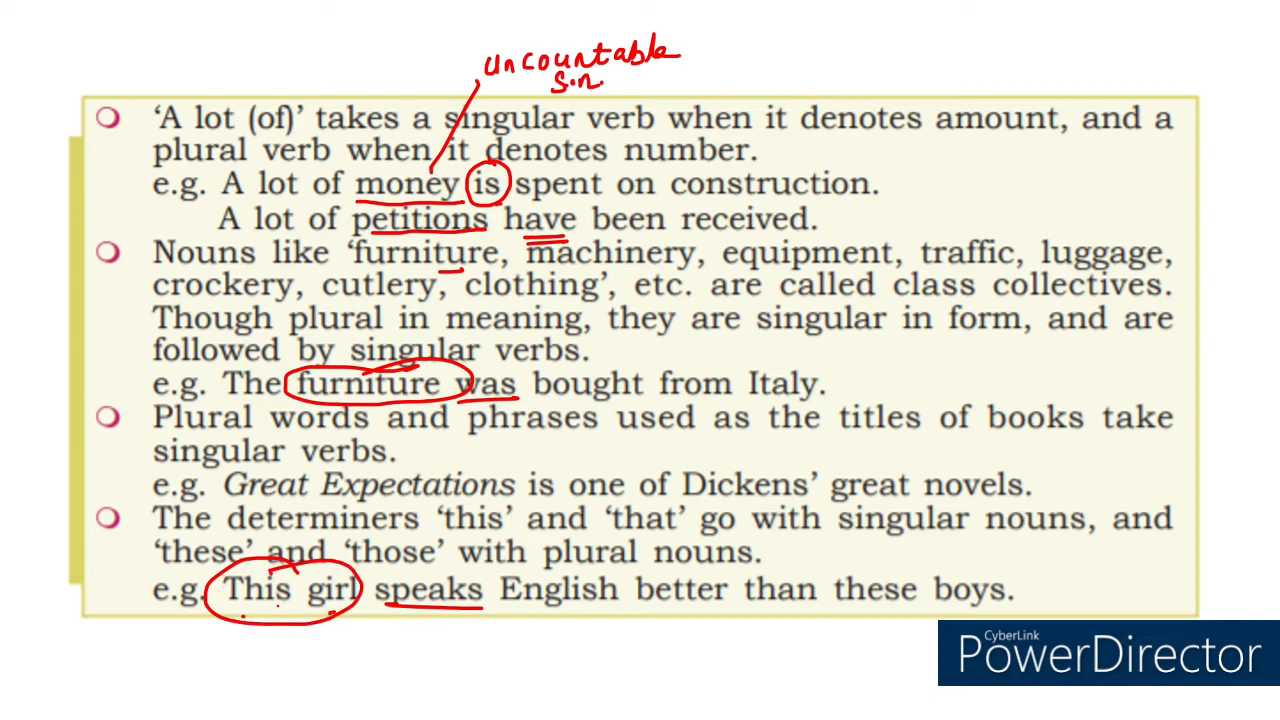 uncountable
s.n.
‘A lot (of)’ takes a singular verb when it denotes amount, and a
plural verb when it denotes number.
e.g. A lot of money is spent on construction.
A lot of petitions have been received.
Nouns like ‘furniture, machinery, equipment, traffic, luggage,
crockery, cutlery, clothing’, etc. are called class collectives.
Though plural in meaning, they are singular in form, and are
followed by singular verbs.
e.g. The furniture was bought from Italy.
Plural words and phrases used as the titles of books take
singular verbs.
e.g. Great Expectations is one of Dickens’ great novels.
The determiners ‘this’ and ‘that’ go with singular nouns, and
‘these’ and ‘those’ with plural nouns.
e.g. This girl speaks English better than these boys.
CyberLink
PowerDirector